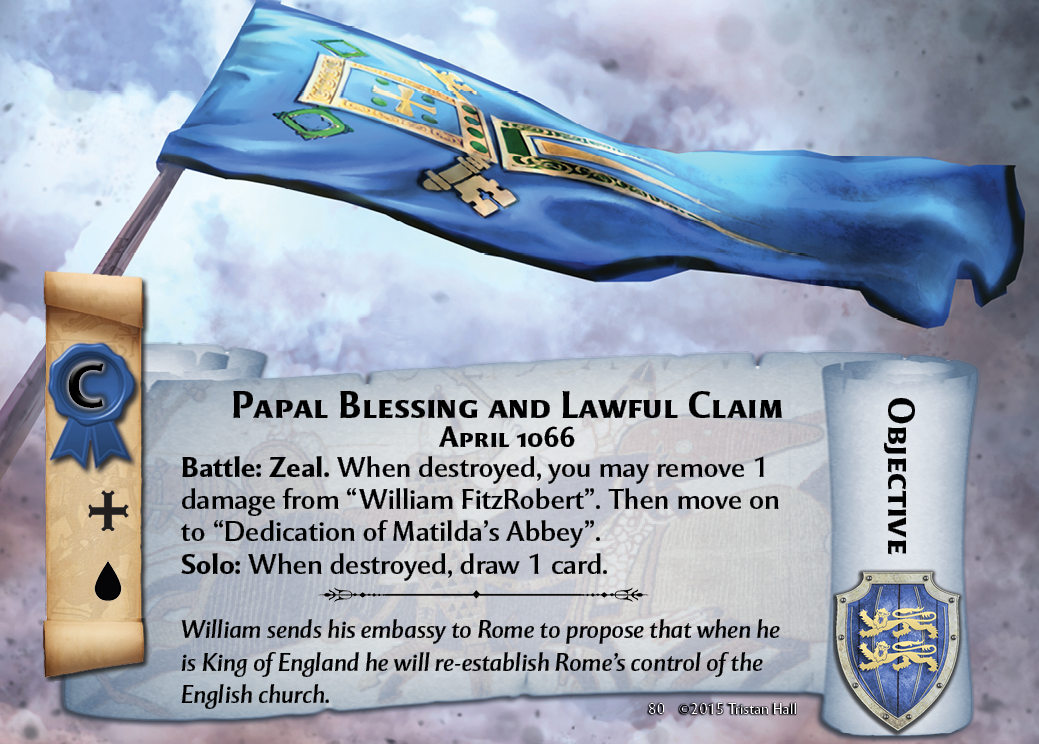 C
Papal Blessing and Lawful Claim
April 1066
Battle: Zeal. When destroyed, you may remove 1
damage from “William FitzRobert”. Then move on
to “Dedication of Matilda’s Abbey”.
Solo: When destroyed, draw 1 card.
William sends his embassy to Rome to propose that when he
is King of England he will re-establish Rome’s control of the
English church.
80 ©2015 Tristan Hall
Objective